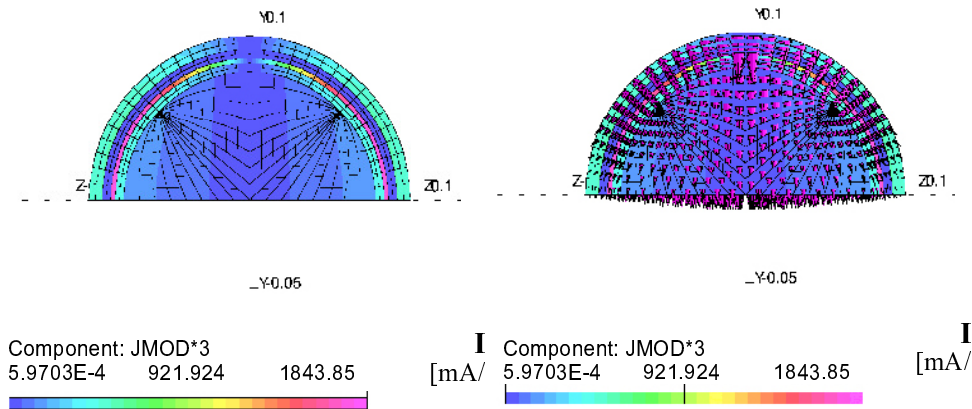 Y0.1
Y0.1
Z-
Z0.1
Z-
Z0.1
_Y-0.05
_Y-0.05
Component: JMOD*3
I
5.9703E-4 921.924 1843.85
[mA/
Component: JMOD*3
I
5.9703E-4 921.924 1843.85
[mA/